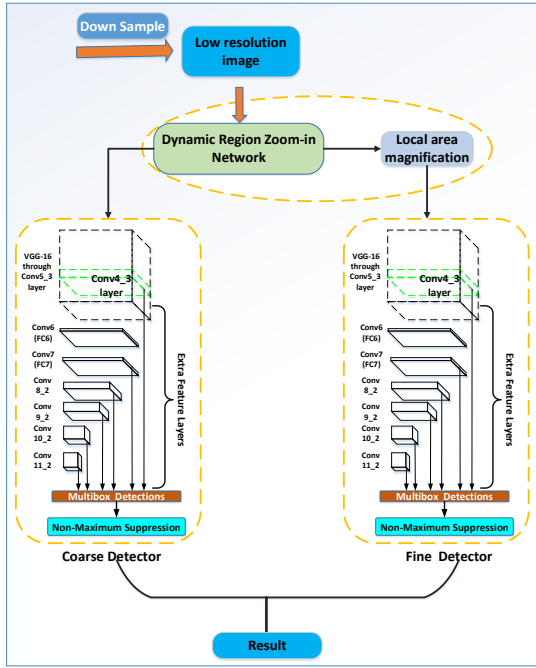 Down Sample
Low resolution
image
Dynamic Region Zoom-in
Network
Local area
magnification
VGG-16
through
Conv5_3
layer
Conv4_3
layer
Conv6
(FC6)
Conv7
(FC7)
Conv
8_2
Conv
9_2
Conv
10_2
Conv
11_2
Extra Feature Layers
Multibox Detections
Non-Maximum Suppression
Coarse Detector
VGG-16
through
Conv5_3
layer
Conv4_3
layer
Conv6
(FC6)
Conv7
(FC7)
Conv
8_2
Conv
9_2
Conv
10_2
Conv
11_2
Extra Feature Layers
Multibox Detections
Non-Maximum Suppression
Fine Detector
Result